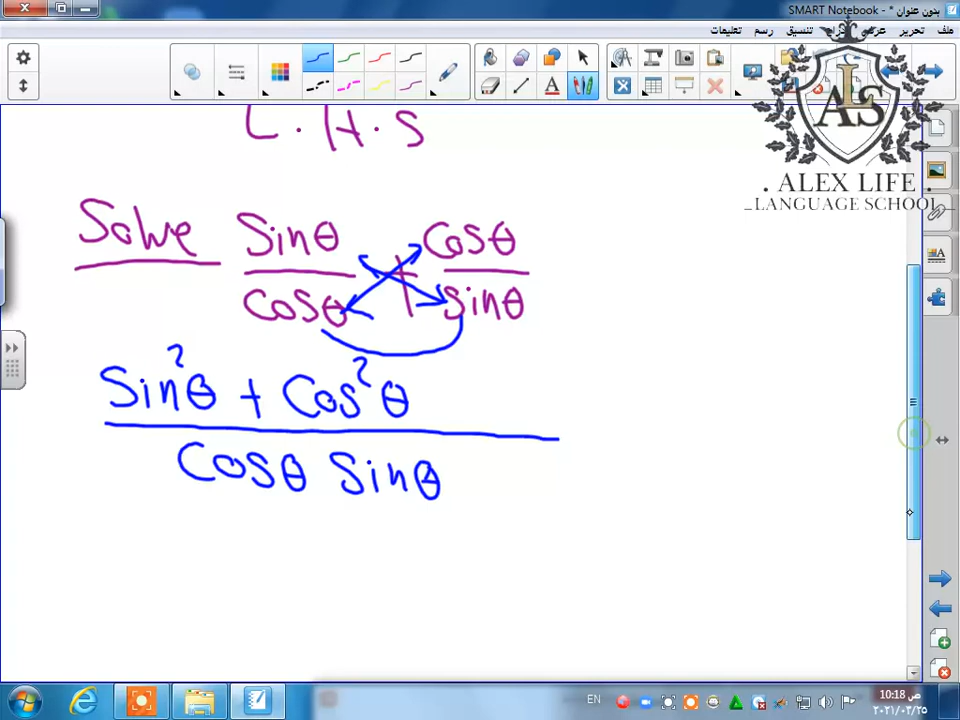 بدون عنوان * - SMART Notebook
ملف تحرير عرض تنسيق رسم تعليمات
ALS
. ALEX LIFE .
LANGUAGE SCHOOL
L.H.S
Solve Sinθ/Cosθ + Cosθ/Sinθ
Sin²θ + Cos²θ
Cosθ Sinθ
EN
10:18 ص
٢٠٢١/٠٣/٢٥